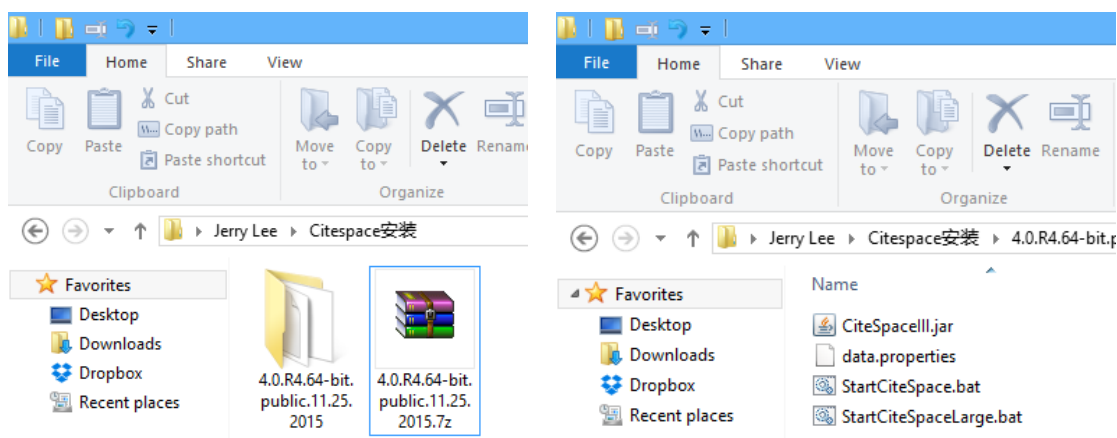 File Home Share View
Cut
Copy path
Paste shortcut
Copy Paste
Move to
Copy to
Delete Rename
Clipboard Organize
Jerry Lee Citespace安装
Favorites
Desktop
Downloads
Dropbox
Recent places
4.0.R4.64-bit.
public.11.25.
2015
4.0.R4.64-bit.
public.11.25.
2015.7z
File Home Share View
Cut
Copy path
Paste shortcut
Copy Paste
Move to
Copy to
Delete Rename
Clipboard Organize
Jerry Lee Citespace安装 4.0.R4.64-bit.p
Favorites
Desktop
Downloads
Dropbox
Recent places
Name
CiteSpaceIII.jar
data.properties
StartCiteSpace.bat
StartCiteSpaceLarge.bat